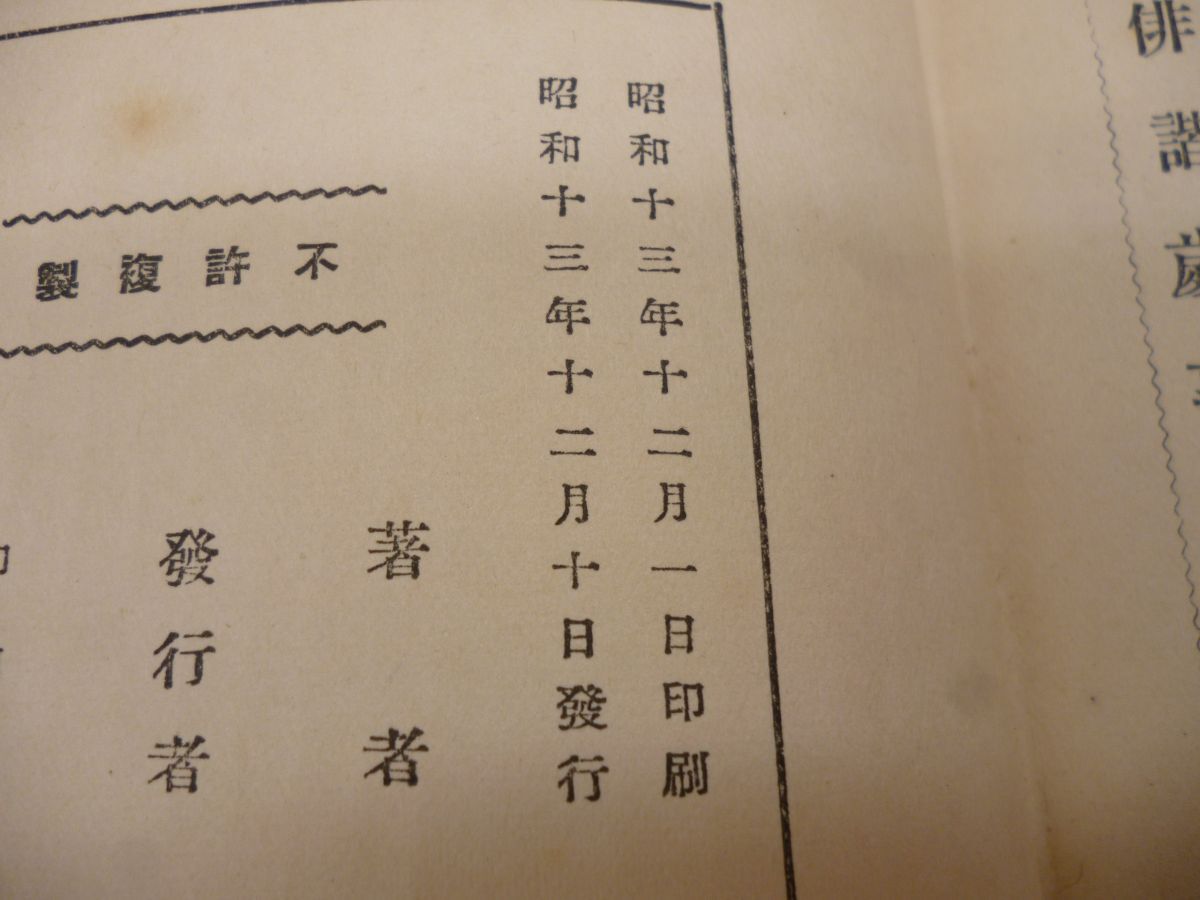 俳諧歲
昭和十三年十二月一日印刷
昭和十三年十二月十日發行
不許複製
著者
發行者